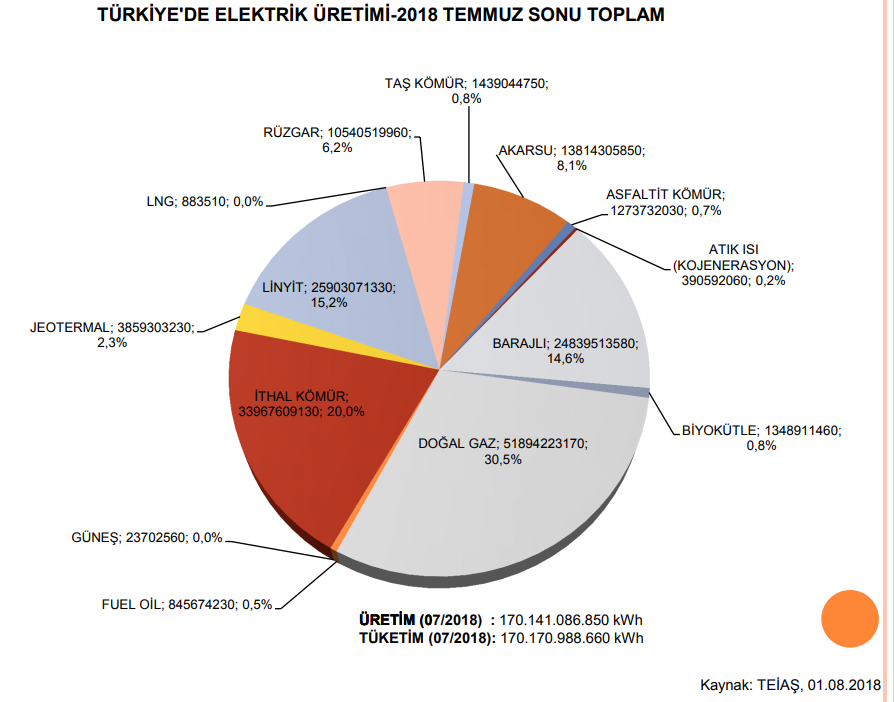 TÜRKİYE'DE ELEKTRİK ÜRETİMİ-2018 TEMMUZ SONU TOPLAM
TAŞ KÖMÜR; 1439044750;
0,8%
RÜZGAR; 10540519960;
6,2%
AKARSU; 13814305850;
8,1%
ASFALTİT KÖMÜR;
1273732030; 0,7%
LNG; 883510; 0,0%
ATIK ISI
(KOJENERASYON);
390592060; 0,2%
LİNYİT; 25903071330;
15,2%
JEOTERMAL; 3859303230;
2,3%
BARAJLI; 24839513580;
14,6%
İTHAL KÖMÜR;
33967609130; 20,0%
BİYOKÜTLE; 1348911460;
0,8%
DOĞAL GAZ; 51894223170;
30,5%
GÜNEŞ; 23702560; 0,0%
FUEL OİL; 845674230; 0,5%
ÜRETİM (07/2018) : 170.141.086.850 kWh
TÜKETİM (07/2018): 170.170.988.660 kWh
Kaynak: TEİAŞ, 01.08.2018